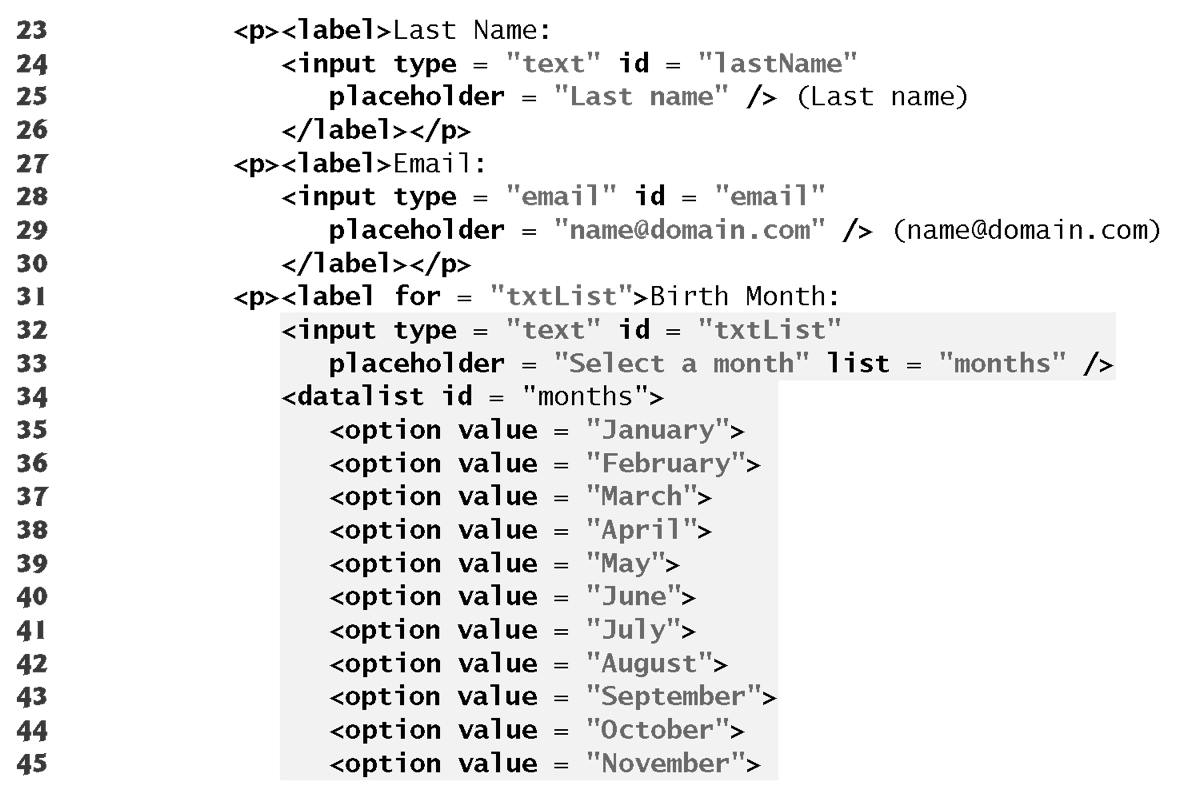 23 <p><label>Last Name:
24 <input type = "text" id = "lastName"
25 placeholder = "Last name" /> (Last name)
26 </label></p>
27 <p><label>Email:
28 <input type = "email" id = "email"
29 placeholder = "name@domain.com" /> (name@domain.com)
30 </label></p>
31 <p><label for = "txtList">Birth Month:
32 <input type = "text" id = "txtList"
33 placeholder = "Select a month" list = "months" />
34 <datalist id = "months">
35 <option value = "January">
36 <option value = "February">
37 <option value = "March">
38 <option value = "April">
39 <option value = "May">
40 <option value = "June">
41 <option value = "July">
42 <option value = "August">
43 <option value = "September">
44 <option value = "October">
45 <option value = "November">